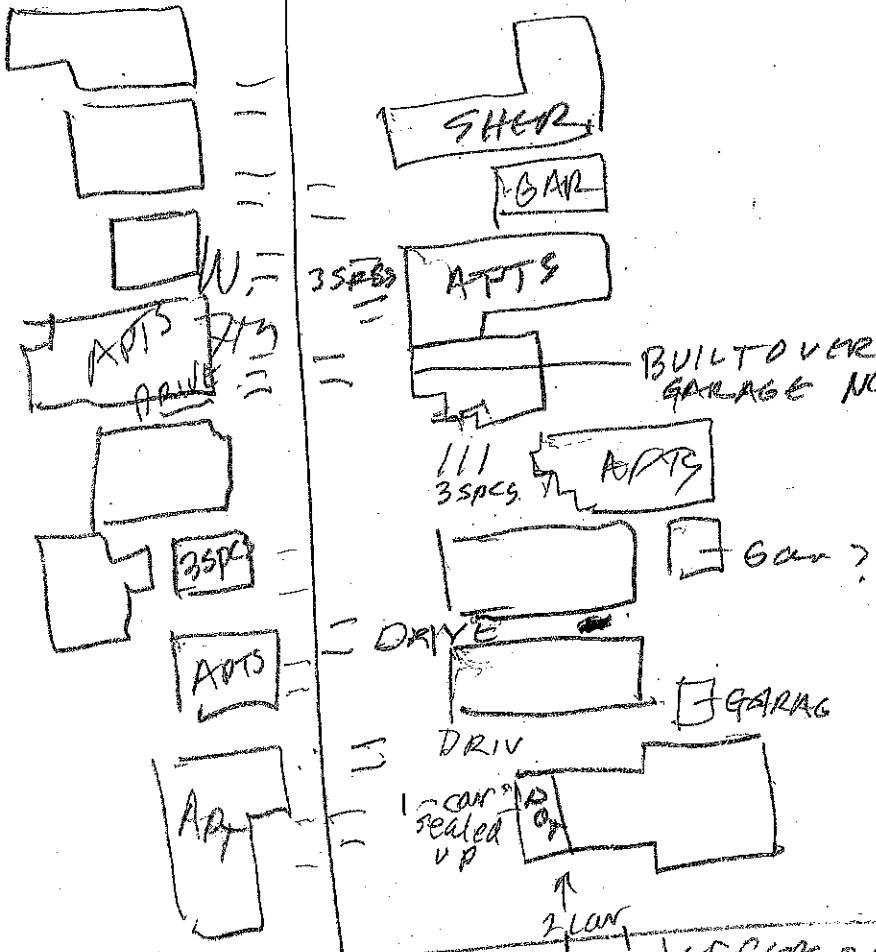 SHER
GAR
3 SPCS
APTS
APTS
DRIVE
BUILT OVER
GARAGE NO
3 SPCS.
APTS
3 SPCS
Gar ?
DRIVE
APTS
GARAG
DRIV
APT
1-car
sealed
up
2 car